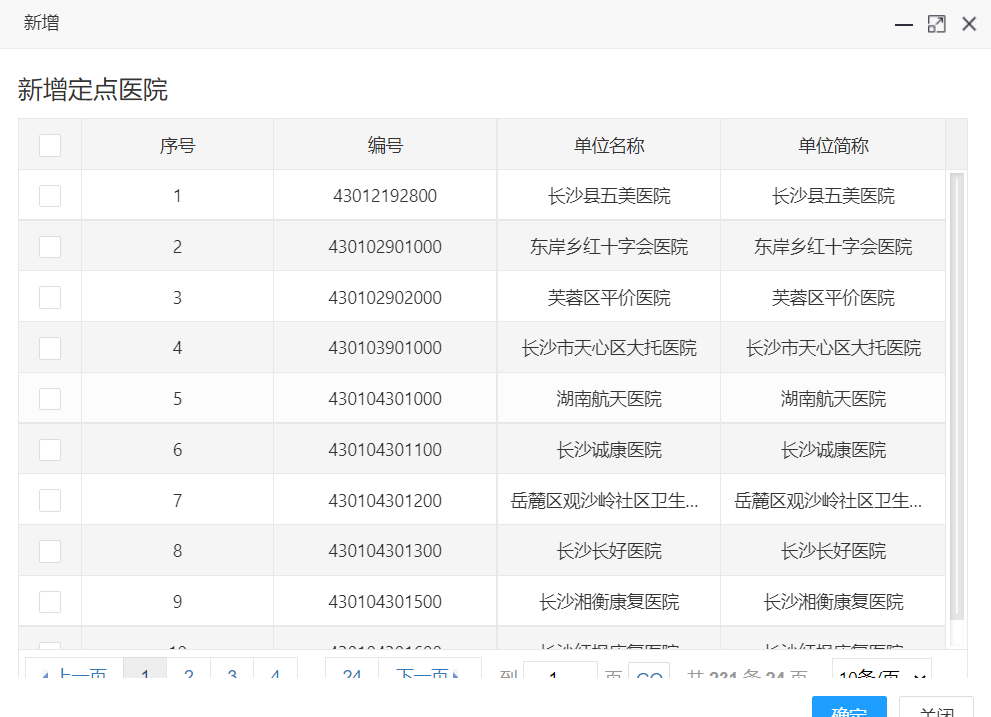 新增
新增定点医院
序号 编号 单位名称 单位简称
1 43012192800 长沙县五美医院 长沙县五美医院
2 430102901000 东岸乡红十字会医院 东岸乡红十字会医院
3 430102902000 芙蓉区平价医院 芙蓉区平价医院
4 430103901000 长沙市天心区大托医院 长沙市天心区大托医院
5 430104301000 湖南航天医院 湖南航天医院
6 430104301100 长沙诚康医院 长沙诚康医院
7 430104301200 岳麓区观沙岭社区卫生... 岳麓区观沙岭社区卫生...
8 430104301300 长沙长好医院 长沙长好医院
9 430104301500 长沙湘衡康复医院 长沙湘衡康复医院
10 430104301600
上一页 1 2 3 4 24 下一页 到 1 页 GO 共 231 条 24 页 10条/页
确定 关闭